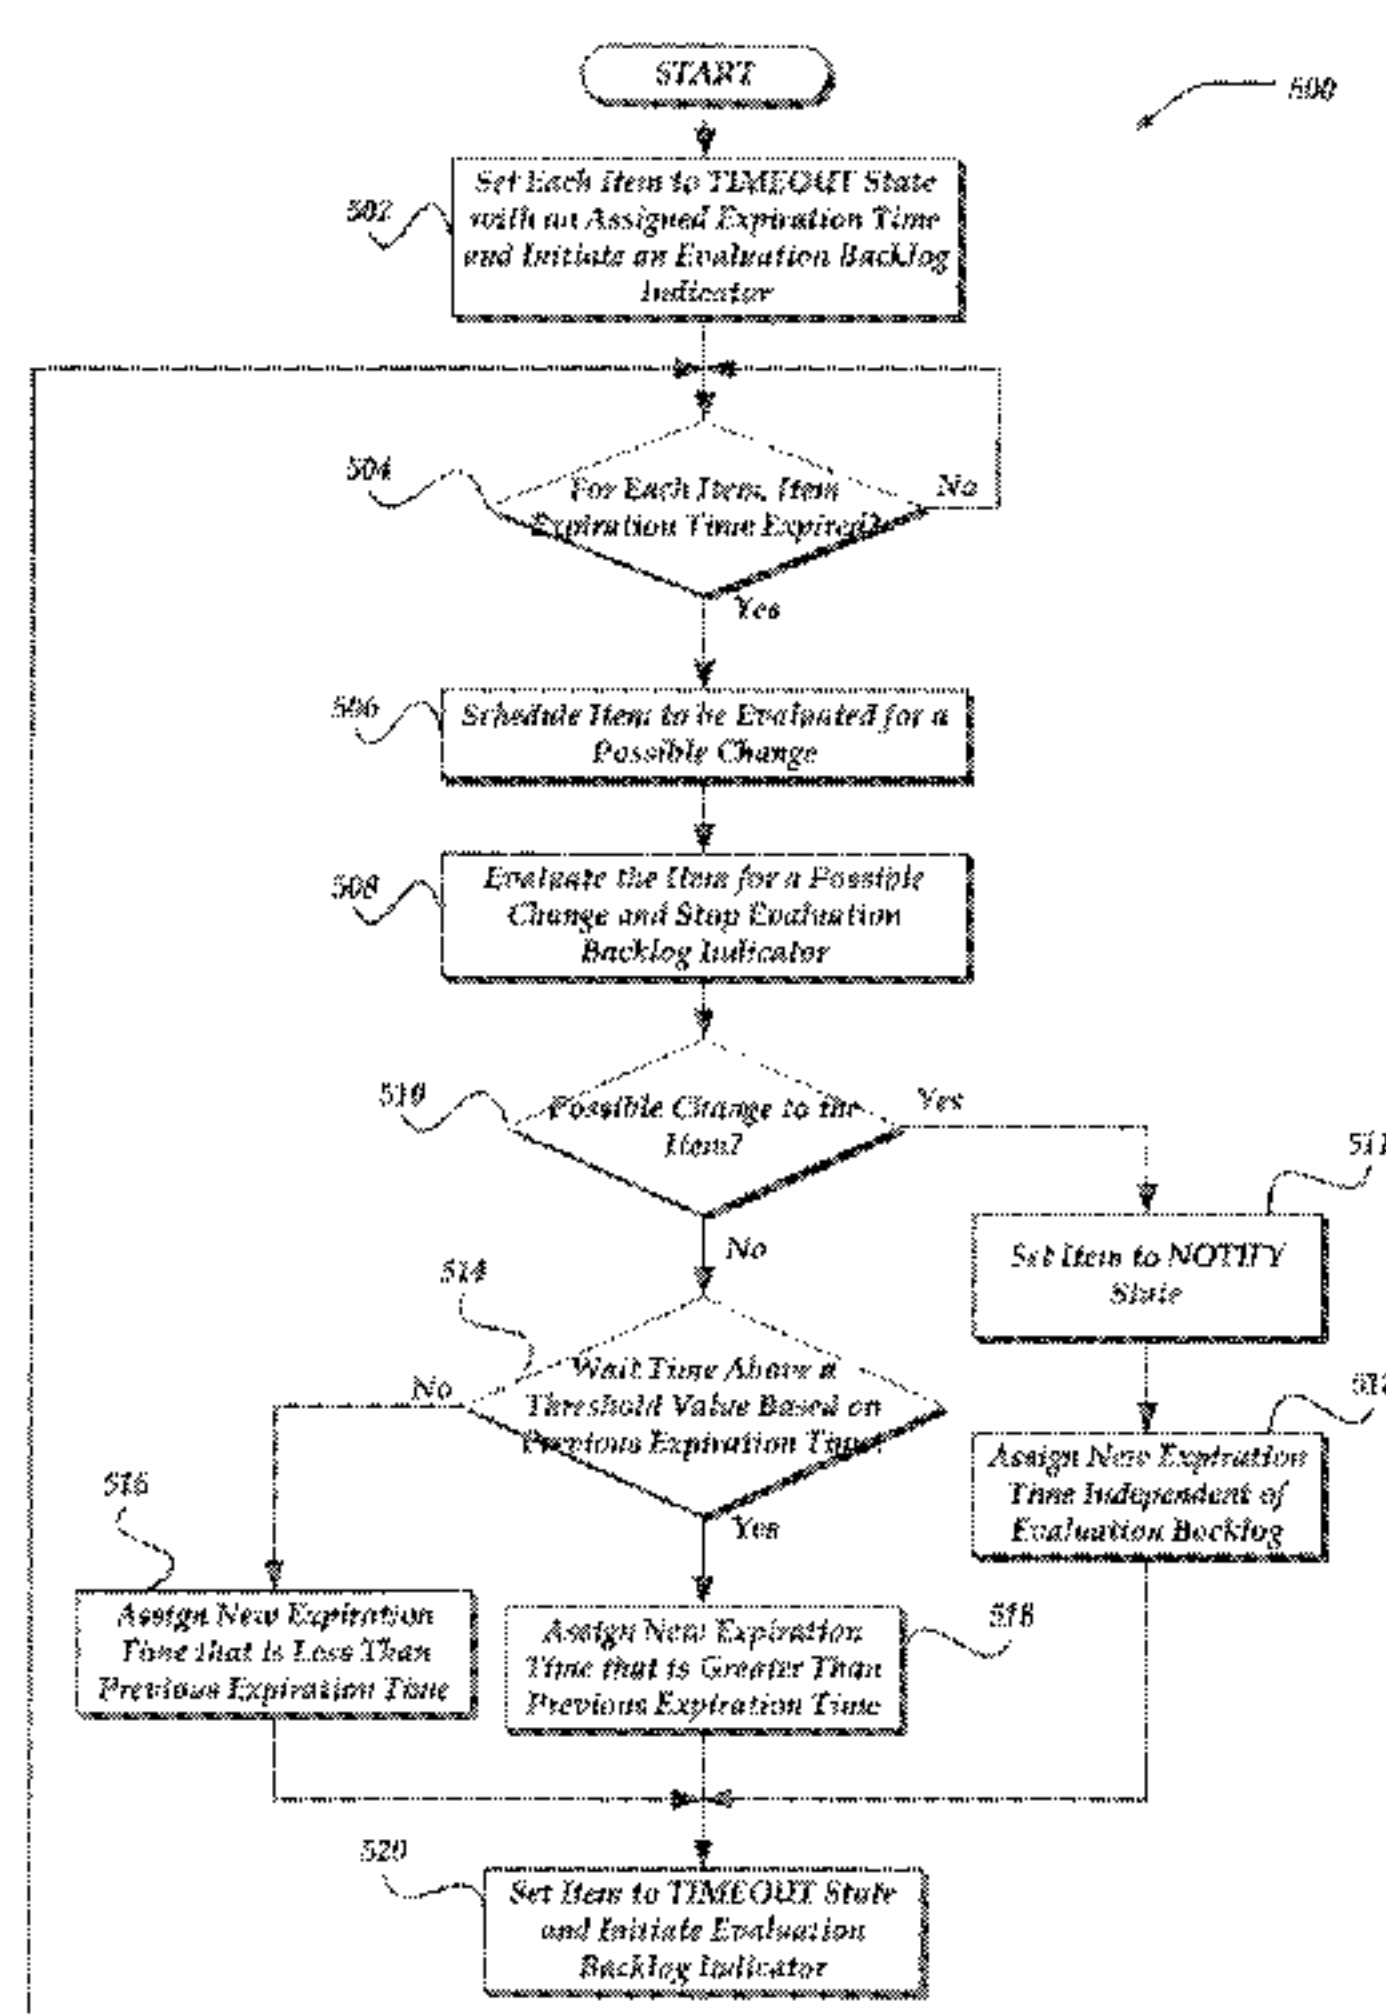 START
500
502
Set Each Item to TIMEOUT State
with an Assigned Expiration Time
and Initiate an Evaluation Backlog
Indicator
504
For Each Item, Item
Expiration Time Expired?
No
Yes
506
Schedule Item to be Evaluated for a
Possible Change
508
Evaluate the Item for a Possible
Change and Stop Evaluation
Backlog Indicator
510
Possible Change to the
Item?
Yes
No
511
Set Item to NOTIFY
State
514
Wait Time Above a
Threshold Value Based on
Previous Expiration Time?
No
Yes
Assign New Expiration
Time Independent of
Evaluation Backlog
516
Assign New Expiration
Time that is Less Than
Previous Expiration Time
518
Assign New Expiration
Time that is Greater Than
Previous Expiration Time
520
Set Item to TIMEOUT State
and Initiate Evaluation
Backlog Indicator